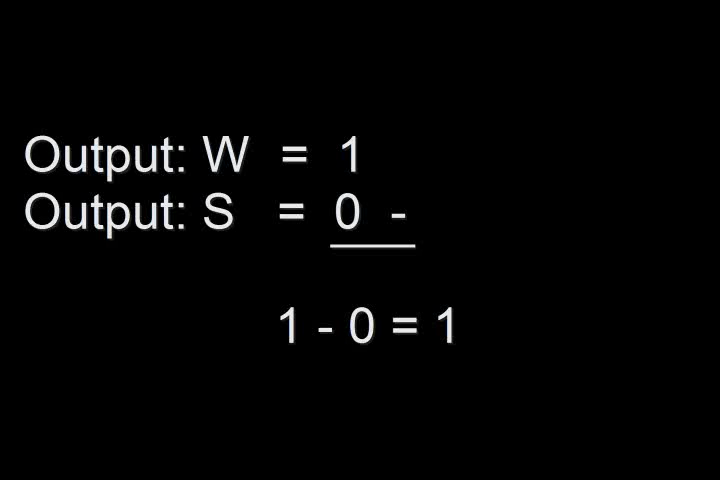 Output: W = 1
Output: S = 0 -
1 - 0 = 1